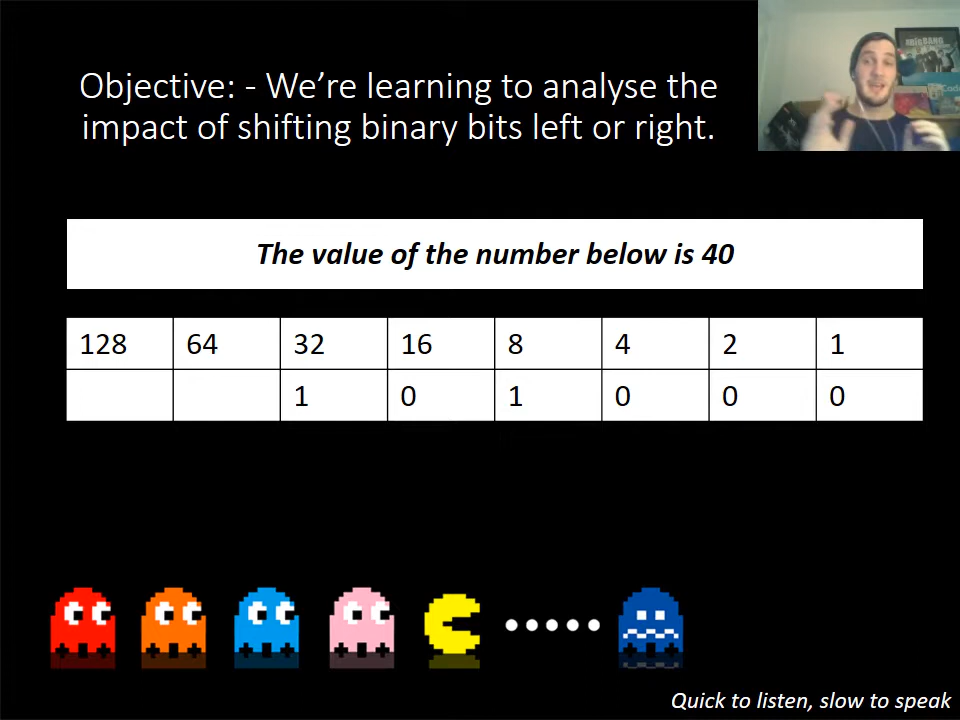 Objective: - We're learning to analyse the
impact of shifting binary bits left or right.
The value of the number below is 40
128 64 32 16 8 4 2 1
1 0 1 0 0 0
Quick to listen, slow to speak